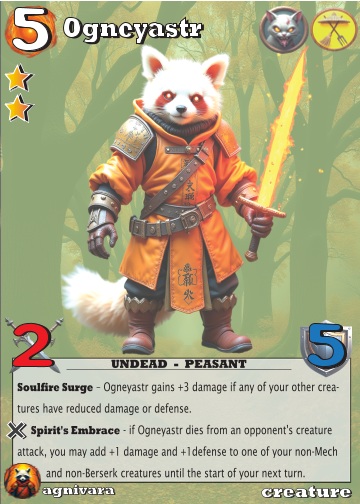 5 Ogneyastr
2 5
UNDEAD - PEASANT
Soulfire Surge - Ogneyastr gains +3 damage if any of your other crea-
tures have reduced damage or defense.
Spirit's Embrace - if Ogneyastr dies from an opponent's creature
attack, you may add +1 damage and +1defense to one of your non-Mech
and non-Berserk creatures until the start of your next turn.
agnivara creature